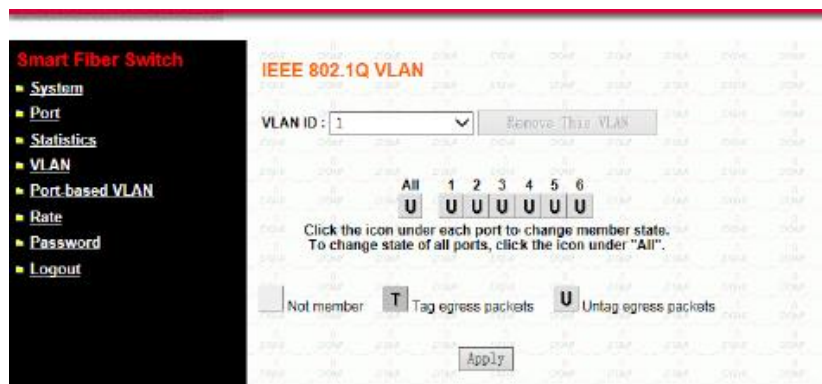 Smart Fiber Switch
System
Port
Statistics
VLAN
Port-based VLAN
Rate
Password
Logout
IEEE 802.1Q VLAN
VLAN ID : 1 Remove This VLAN
All 1 2 3 4 5 6
U U U U U U U
Click the icon under each port to change member state.
To change state of all ports, click the icon under "All".
Not member T Tag egress packets U Untag egress packets
Apply